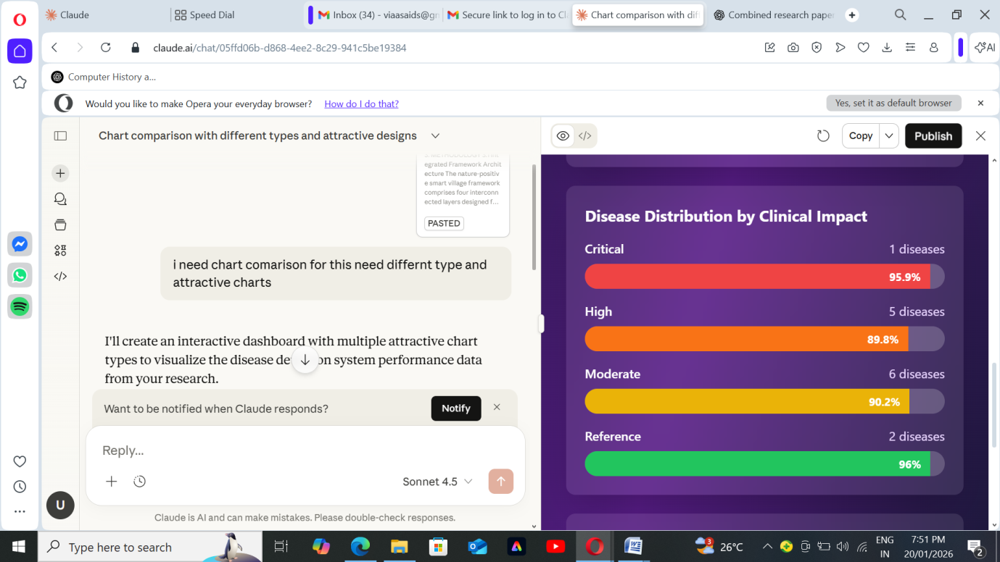 Claude
Speed Dial
Inbox (34) - viaasaids@gn
Secure link to log in to Cla
Chart comparison with diff
Combined research paper
claude.ai/chat/05ffd06b-d868-4ee2-8c29-941c5be19384
AI
Computer History a...
Would you like to make Opera your everyday browser?
How do I do that?
Yes, set it as default browser
Chart comparison with different types and attractive designs
Copy
Publish
egrated Framework Archit
ecture The nature-positiv
e smart village framework
comprises four interconn
ected layers designed f...
PASTED
i need chart comarison for this need differnt type and
attractive charts
I'll create an interactive dashboard with multiple attractive chart
types to visualize the disease de on system performance data
from your research.
Want to be notified when Claude responds?
Notify
Reply...
Sonnet 4.5
Claude is AI and can make mistakes. Please double-check responses.
U
Disease Distribution by Clinical Impact
Critical
1 diseases
95.9%
High
5 diseases
89.8%
Moderate
6 diseases
90.2%
Reference
2 diseases
96%
Type here to search
3
26°C
ENG
IN
7:51 PM
20/01/2026
2